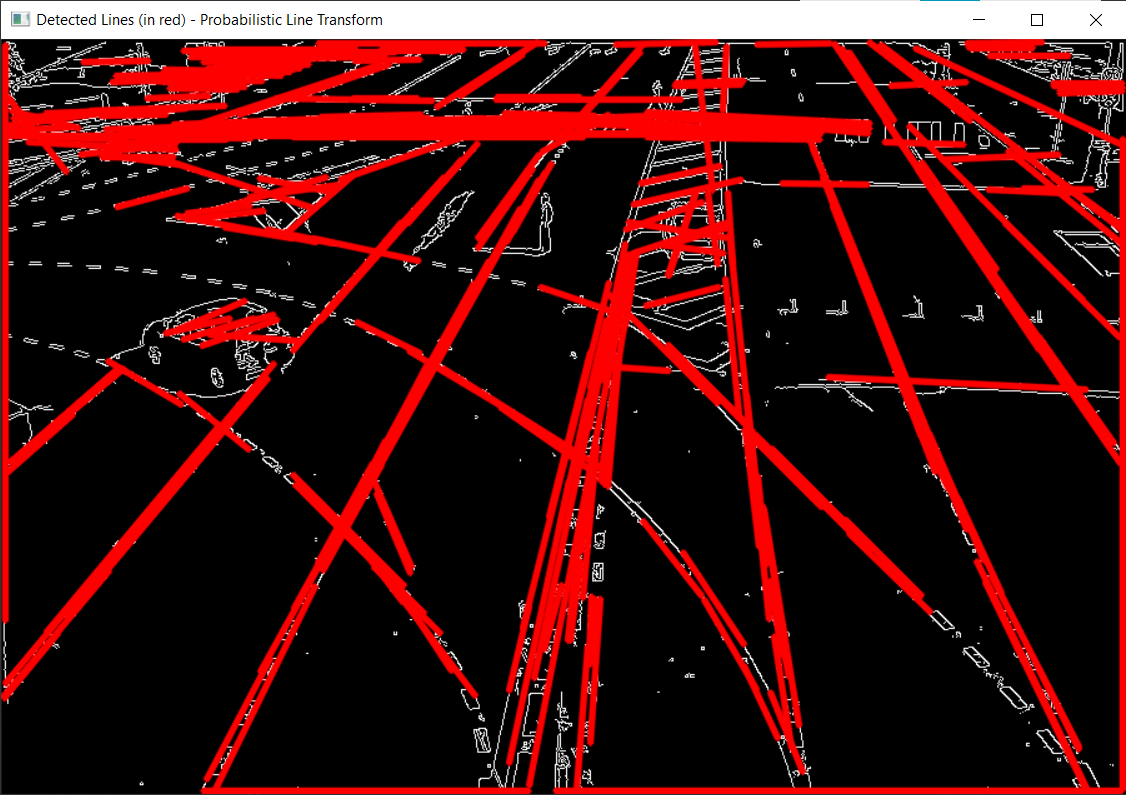 Detected Lines (in red) - Probabilistic Line Transform